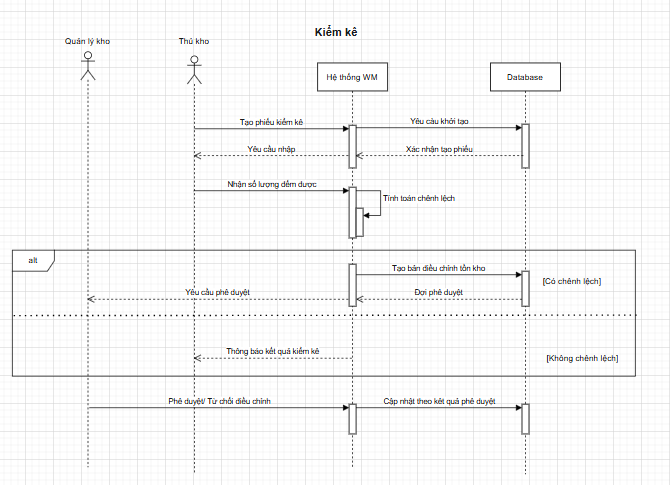 Kiểm kê
Quản lý kho
Thủ kho
Hệ thống WM
Database
Tạo phiếu kiểm kê
Yêu cầu khởi tạo
Yêu cầu nhập
Xác nhận tạo phiếu
Nhận số lượng đếm được
Tính toán chênh lệch
alt
Tạo bản điều chỉnh tồn kho
[Có chênh lệch]
Yêu cầu phê duyệt
Đợi phê duyệt
Thông báo kết quả kiểm kê
[Không chênh lệch]
Phê duyệt/ Từ chối điều chỉnh
Cập nhật theo kết quả phê duyệt